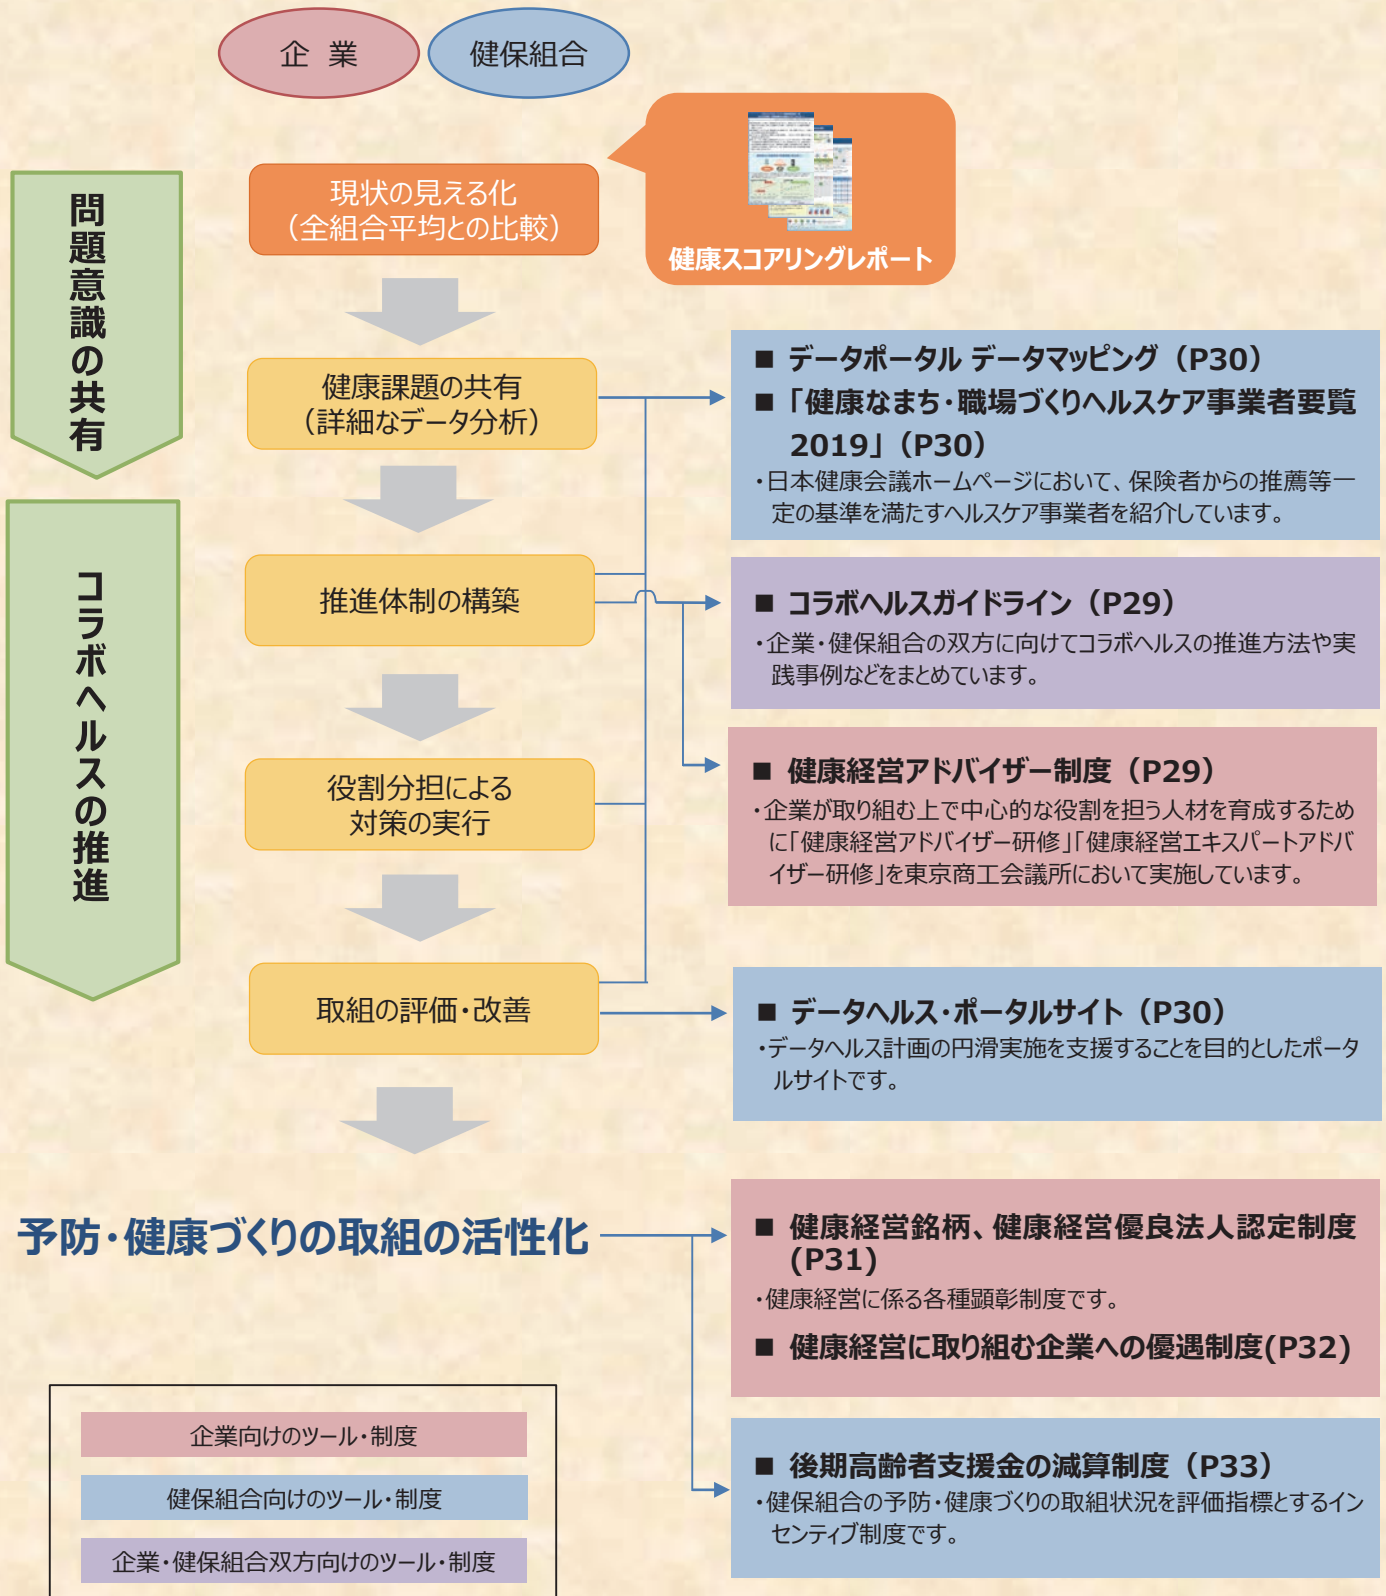 企 業
健保組合
現状の見える化
（全組合平均との比較）
健康スコアリングレポート
問題意識の共有
健康課題の共有
（詳細なデータ分析）
■ データポータル データマッピング（P30）
■「健康なまち・職場づくりヘルスケア事業者要覧
2019」（P30）
・日本健康会議ホームページにおいて、保険者からの推薦等一
定の基準を満たすヘルスケア事業者を紹介しています。
コラボヘルスの推進
推進体制の構築
■ コラボヘルスガイドライン（P29）
・企業・健保組合の双方に向けてコラボヘルスの推進方法や実
践事例などをまとめています。
役割分担による
対策の実行
■ 健康経営アドバイザー制度（P29）
・企業が取り組む上で中心的な役割を担う人材を育成するため
に「健康経営アドバイザー研修」「健康経営エキスパートアドバ
イザー研修」を東京商工会議所において実施しています。
取組の評価・改善
■ データヘルス・ポータルサイト（P30）
・データヘルス計画の円滑実施を支援することを目的としたポータ
ルサイトです。
予防・健康づくりの取組の活性化
■ 健康経営銘柄、健康経営優良法人認定制度
(P31)
・健康経営に係る各種顕彰制度です。
■ 健康経営に取り組む企業への優遇制度(P32)
■ 後期高齢者支援金の減算制度（P33）
・健保組合の予防・健康づくりの取組状況を評価指標とするイン
センティブ制度です。
企業向けのツール・制度
健保組合向けのツール・制度
企業・健保組合双方向けのツール・制度